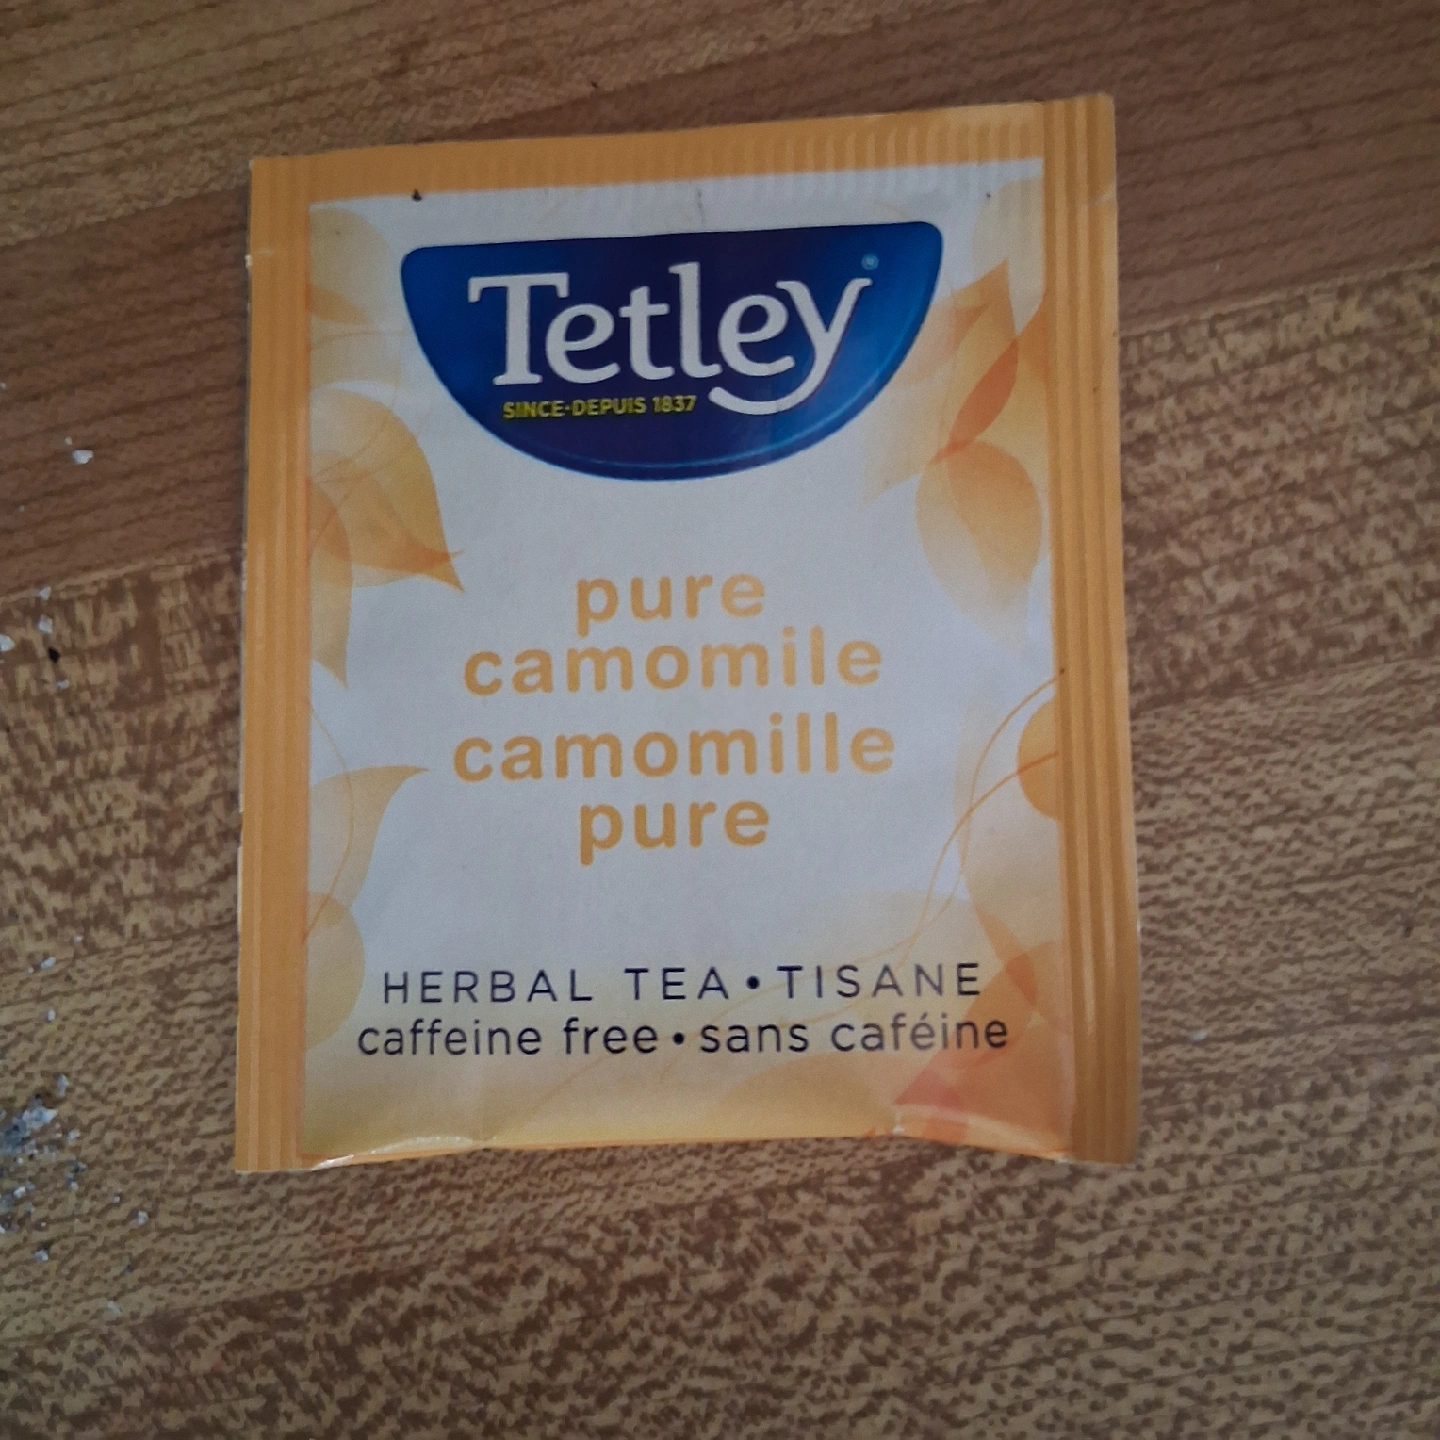 Tetley®
SINCE•DEPUIS 1837
pure
camomile
camomille
pure
HERBAL TEA • TISANE
caffeine free • sans caféine